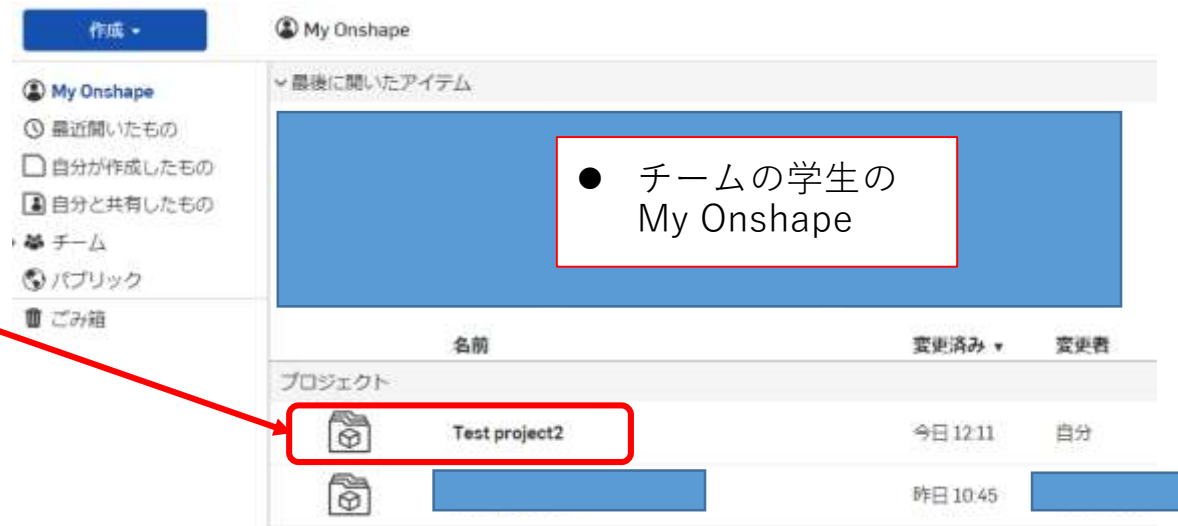 作成
My Onshape
My Onshape
最近開いたもの
自分が作成したもの
自分と共有したもの
チーム
パブリック
ごみ箱
最後に開いたアイテム
● チームの学生の
My Onshape
名前 変更済み 変更者
プロジェクト
Test project2 今日 12:11 自分
昨日 10:45